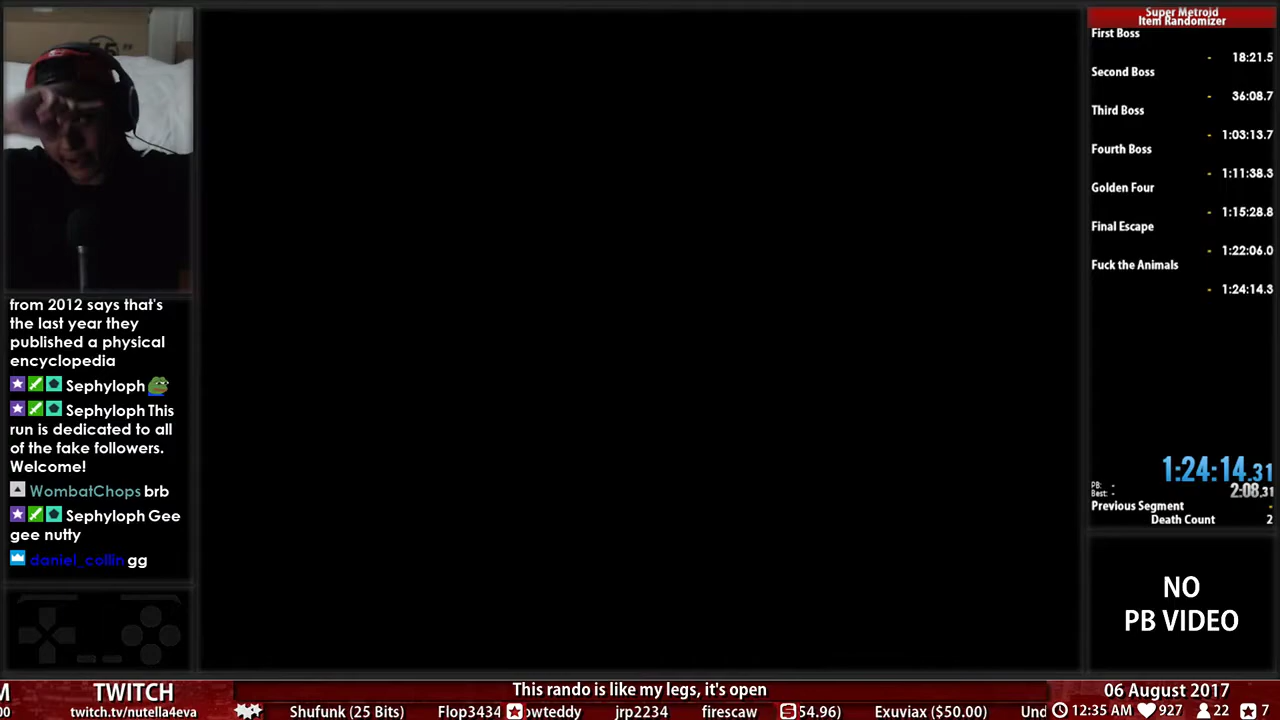 Super Metroid
Item Randomizer
First Boss
- 18:21.5
Second Boss
- 36:08.7
Third Boss
- 1:03:13.7
Fourth Boss
- 1:11:38.3
Golden Four
- 1:15:28.8
Final Escape
- 1:22:06.0
Fuck the Animals
- 1:24:14.3
1:24:14.31
PB: -
Best: -
2:08.31
Previous Segment -
Death Count 2
NO
PB VIDEO
from 2012 says that's
the last year they
published a physical
encyclopedia
Sephyloph
Sephyloph This
run is dedicated to all
of the fake followers.
Welcome!
WombatChops brb
Sephyloph Gee
gee nutty
daniel_collin gg
TWITCH
twitch.tv/nutella4eva
This rando is like my legs, it's open
Shufunk (25 Bits) Flop3434 owteddy jrp2234 firescaw 54.96) Exuviax ($50.00) Und
06 August 2017
12:35 AM 927 22 7